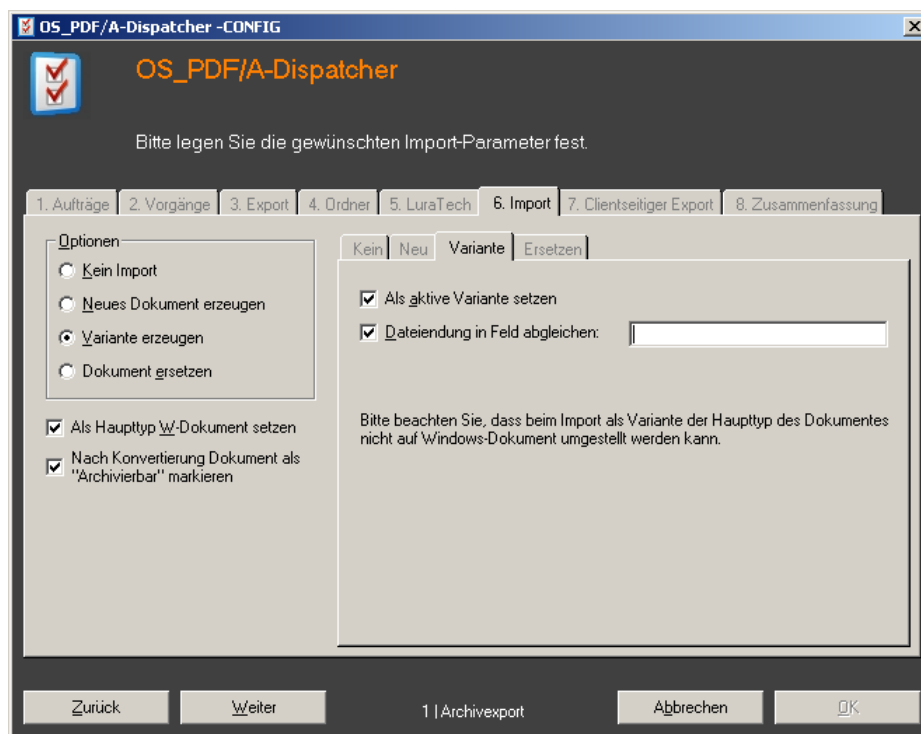 OS_PDF/A-Dispatcher -CONFIG
OS_PDF/A-Dispatcher
Bitte legen Sie die gewünschten Import-Parameter fest.
1. Aufträge 2. Vorgänge 3. Export 4. Ordner 5. LuraTech 6. Import 7. Clientseitiger Export 8. Zusammenfassung
Optionen
Kein Import
Neues Dokument erzeugen
Variante erzeugen
Dokument ersetzen
Als Haupttyp W-Dokument setzen
Nach Konvertierung Dokument als
"Archivierbar" markieren
Kein Neu Variante Ersetzen
Als aktive Variante setzen
Dateiendung in Feld abgleichen:
Bitte beachten Sie, dass beim Import als Variante der Haupttyp des Dokumentes
nicht auf Windows-Dokument umgestellt werden kann.
Zurück Weiter 1 | Archivexport Abbrechen OK